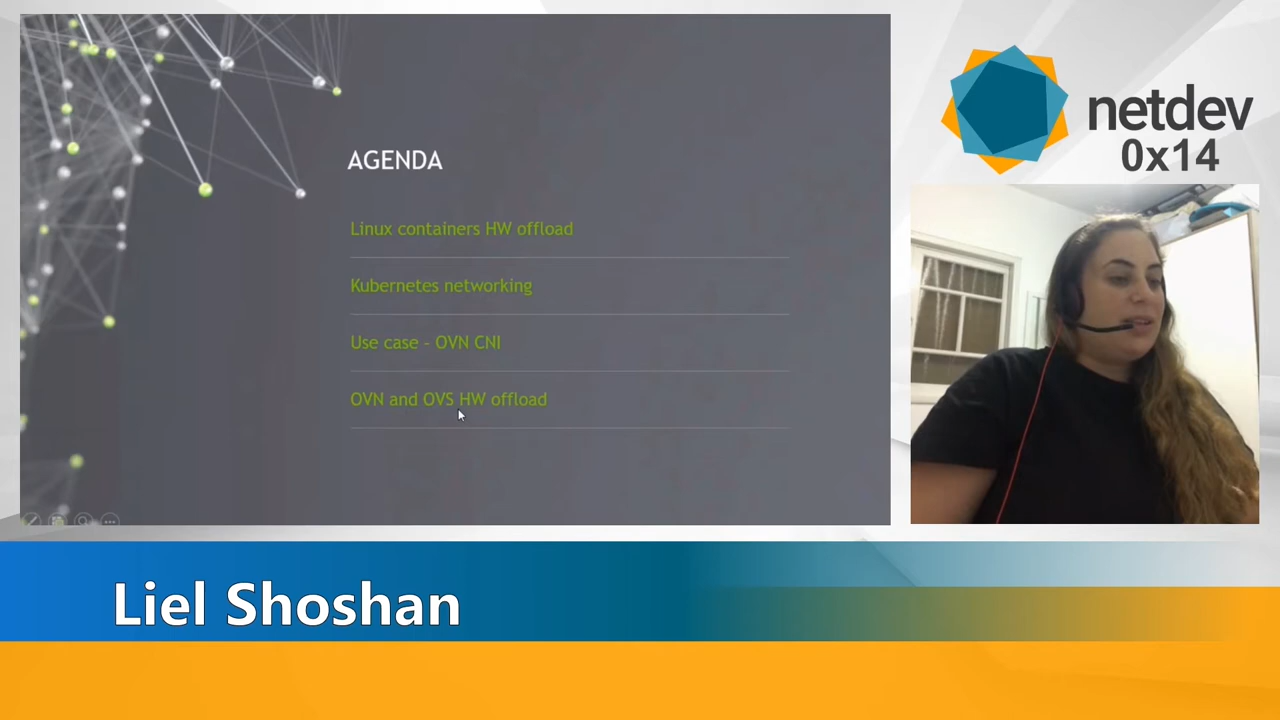 AGENDA
Linux containers HW offload
Kubernetes networking
Use case - OVN CNI
OVN and OVS HW offload
netdev
0x14
Liel Shoshan